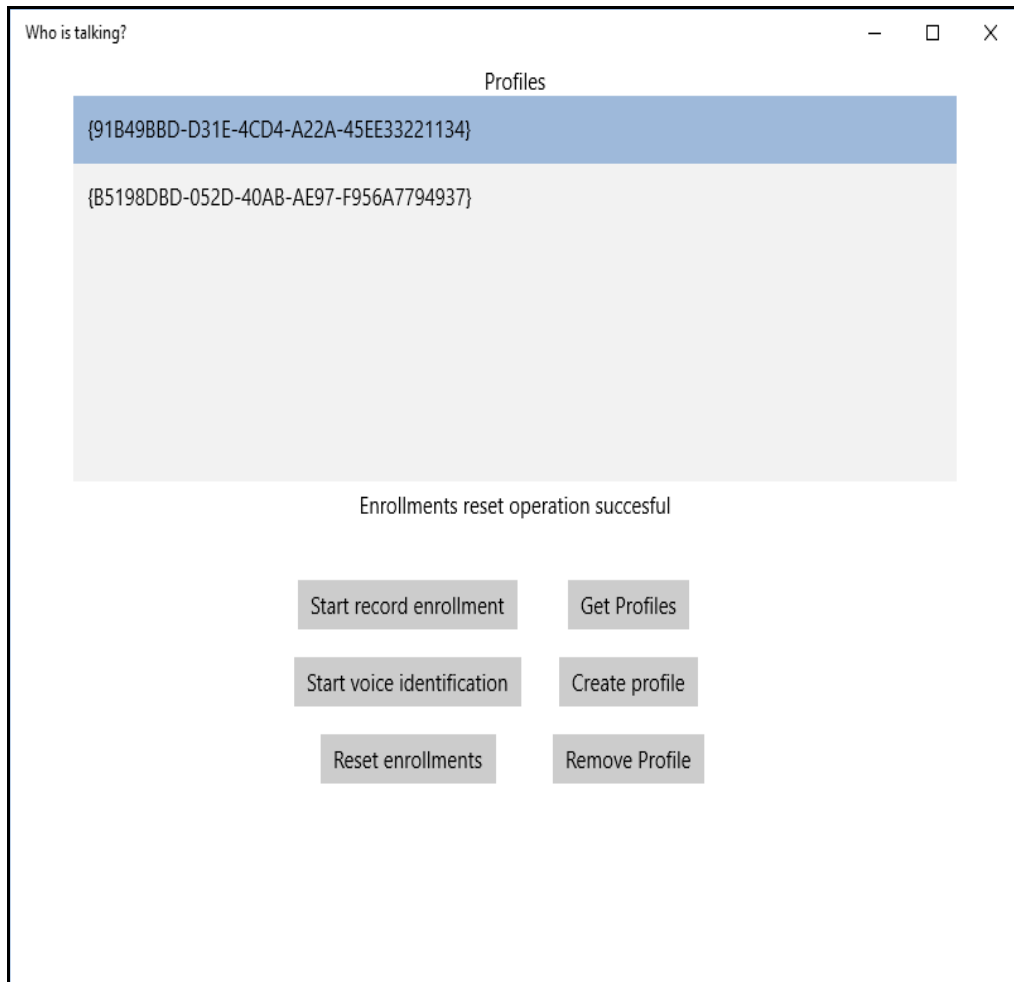 Who is talking?
Profiles
{91B49BBD-D31E-4CD4-A22A-45EE33221134}
{B5198DBD-052D-40AB-AE97-F956A7794937}
Enrollments reset operation succesful
Start record enrollment
Get Profiles
Start voice identification
Create profile
Reset enrollments
Remove Profile